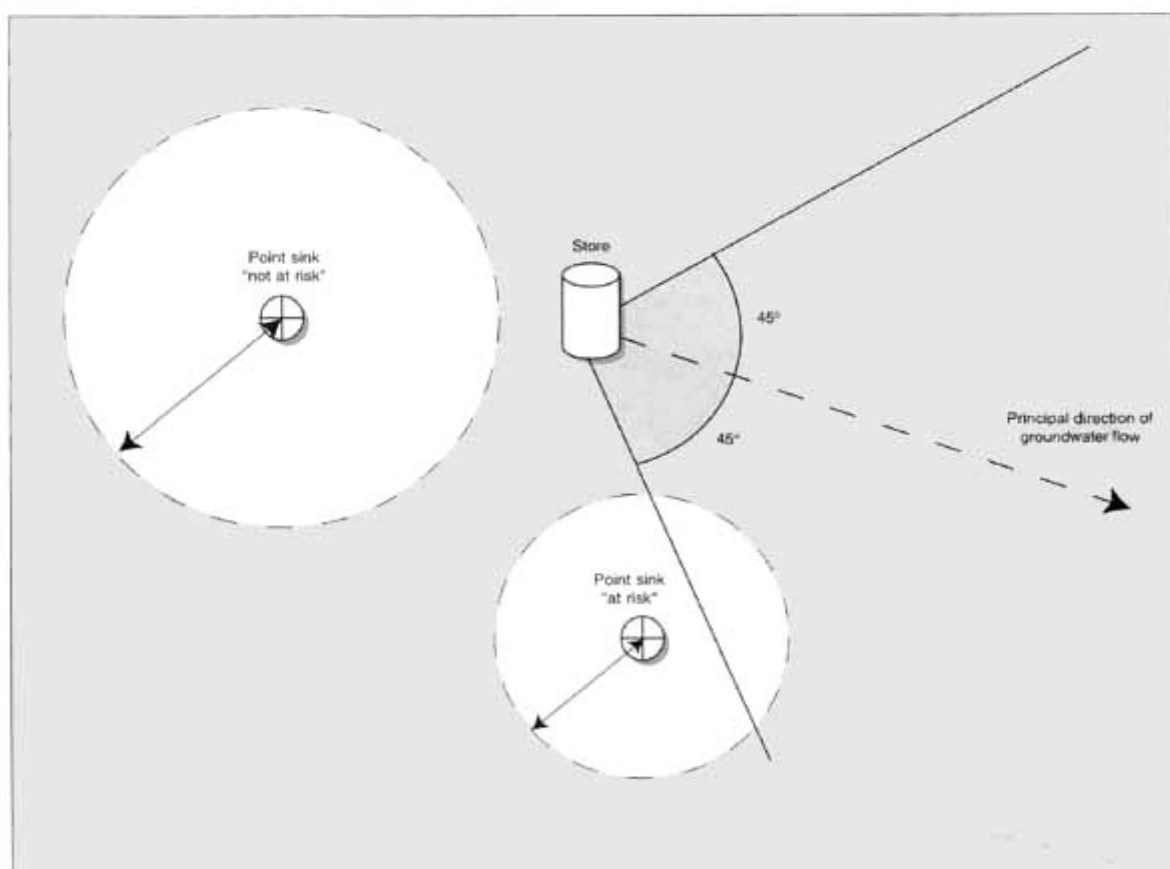 Store
Point sink
"not at risk"
45°
Principal direction of
groundwater flow
45°
Point sink
"at risk"